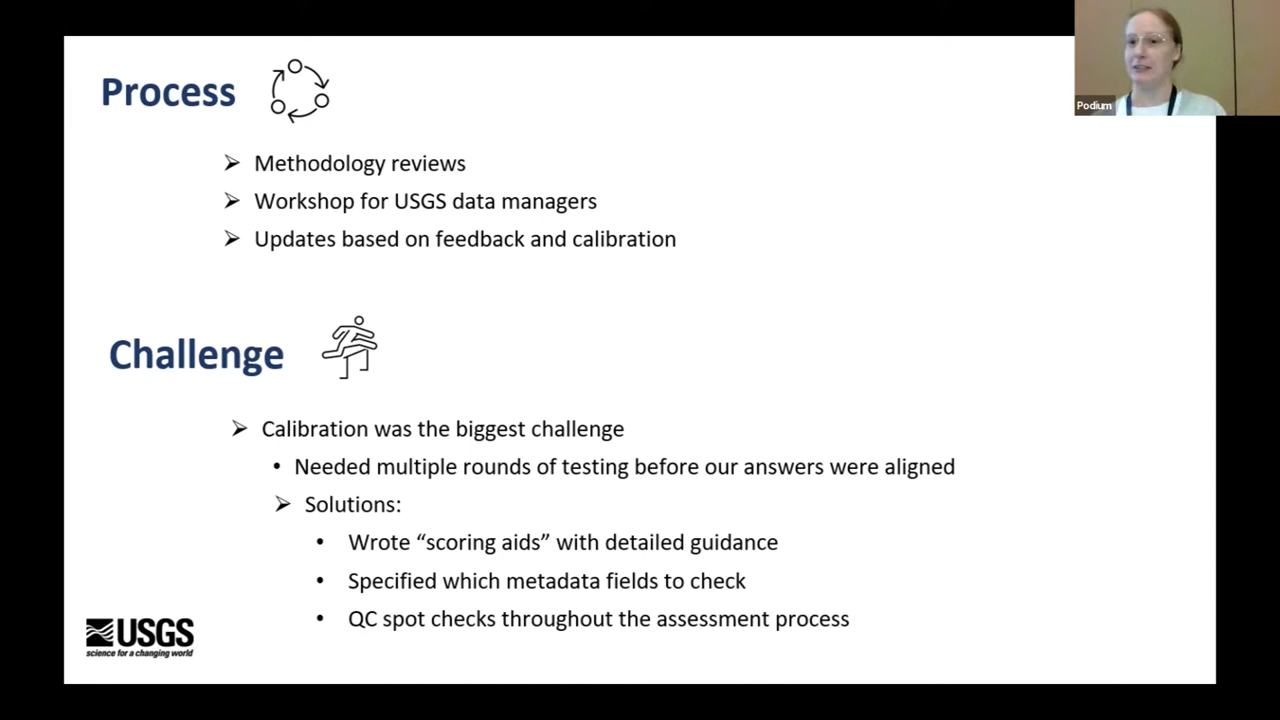 Process
Podium
➢ Methodology reviews
➢ Workshop for USGS data managers
➢ Updates based on feedback and calibration
Challenge
➢ Calibration was the biggest challenge
• Needed multiple rounds of testing before our answers were aligned
➢ Solutions:
• Wrote “scoring aids” with detailed guidance
• Specified which metadata fields to check
• QC spot checks throughout the assessment process
USGS
science for a changing world